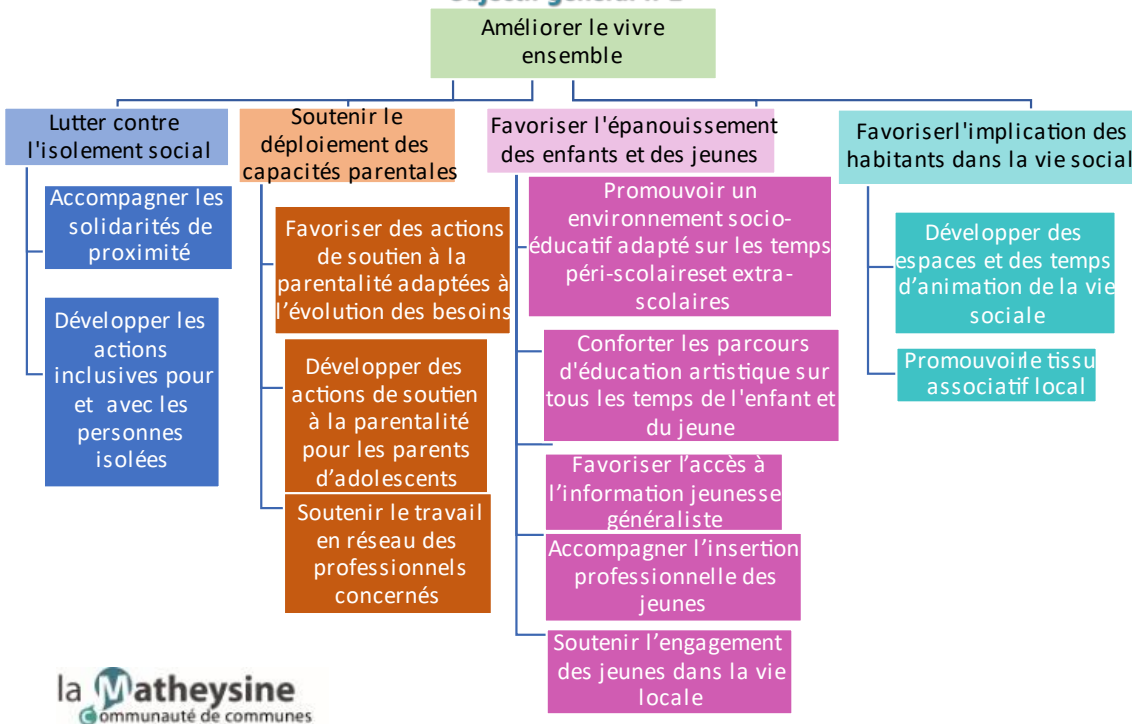 Objectif général n°2
Améliorer le vivre
ensemble
Lutter contre
l'isolement social
Accompagner les
solidarités de
proximité
Développer les
actions
inclusives pour
et avec les
personnes
isolées
Soutenir le
déploiement des
capacités parentales
Favoriser des actions
de soutien à la
parentalité adaptées à
l’évolution des besoins
Développer des
actions de soutien
à la parentalité
pour les parents
d’adolescents
Soutenir le travail
en réseau des
professionnels
concernés
Favoriser l'épanouissement
des enfants et des jeunes
Promouvoir un
environnement socio-
éducatif adapté sur les temps
péri-scolaireset extra-
scolaires
Conforter les parcours
d'éducation artistique sur
tous les temps de l'enfant et
du jeune
Favoriser l’accès à
l’information jeunesse
généraliste
Accompagner l’insertion
professionnelle des
jeunes
Soutenir l’engagement
des jeunes dans la vie
locale
Favoriserl'implication des
habitants dans la vie social
Développer des
espaces et des temps
d’animation de la vie
sociale
Promouvoirle tissu
associatif local
la Matheysine
Communauté de communes